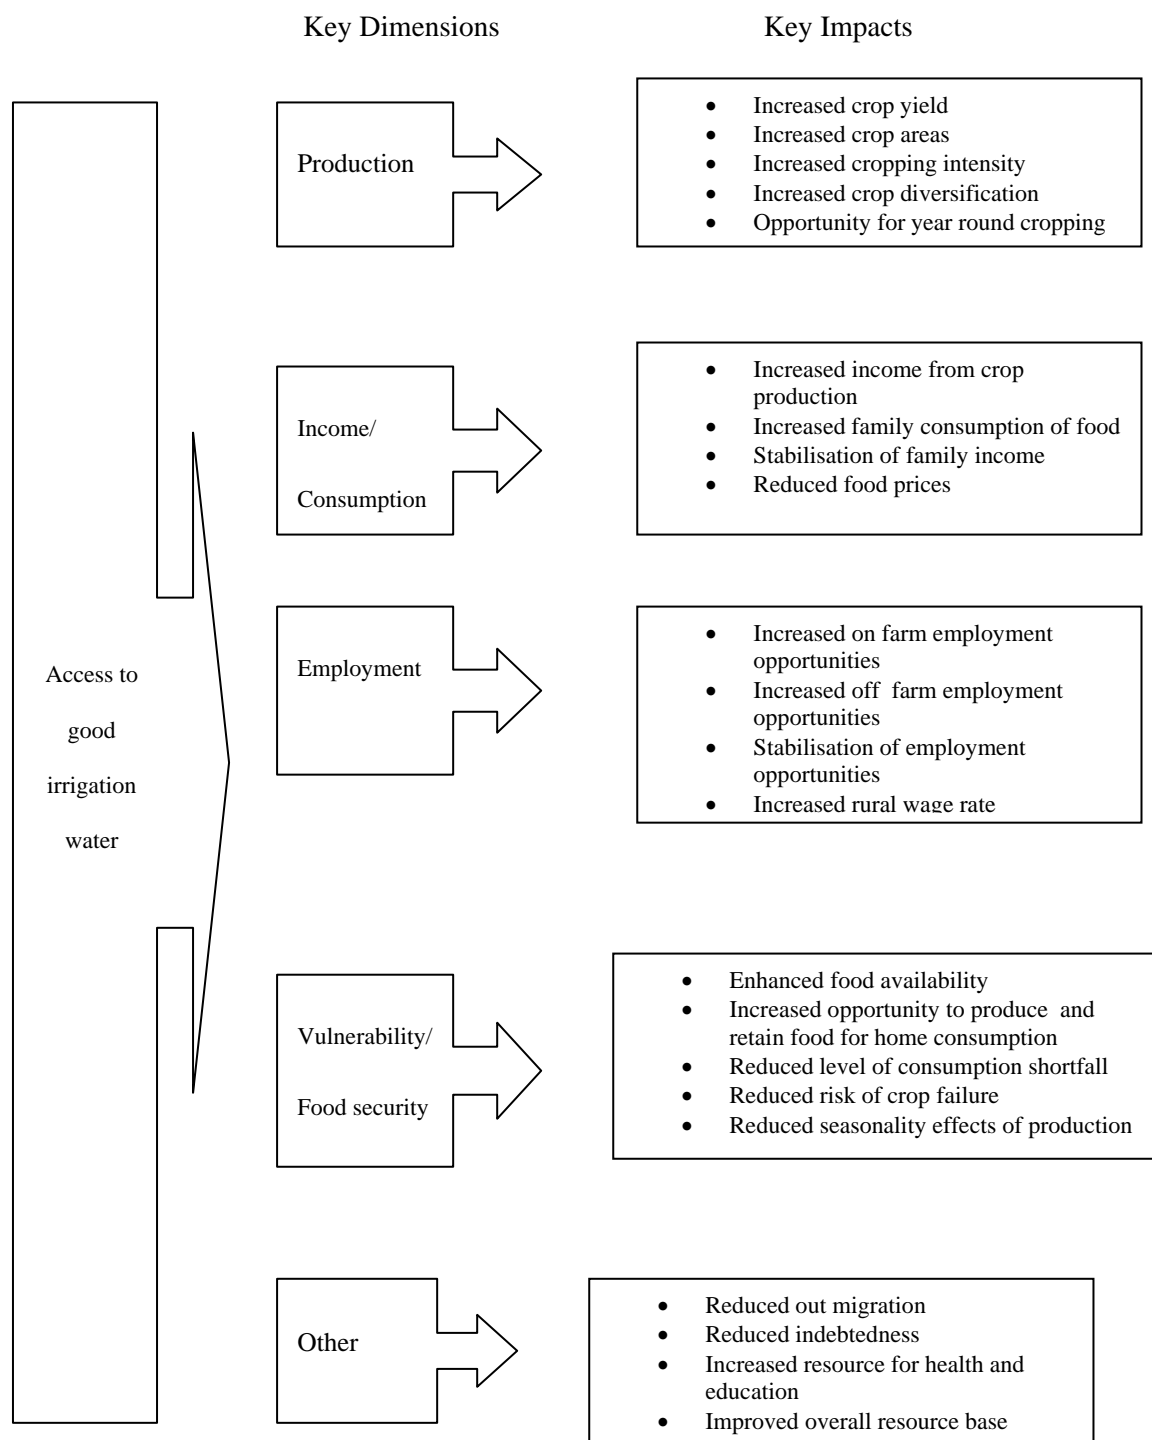 Key Dimensions
Key Impacts
Access to
good
irrigation
water
Production
• Increased crop yield
• Increased crop areas
• Increased cropping intensity
• Increased crop diversification
• Opportunity for year round cropping
Income/
Consumption
• Increased income from crop
production
• Increased family consumption of food
• Stabilisation of family income
• Reduced food prices
Employment
• Increased on farm employment
opportunities
• Increased off farm employment
opportunities
• Stabilisation of employment
opportunities
• Increased rural wage rate
Vulnerability/
Food security
• Enhanced food availability
• Increased opportunity to produce and
retain food for home consumption
• Reduced level of consumption shortfall
• Reduced risk of crop failure
• Reduced seasonality effects of production
Other
• Reduced out migration
• Reduced indebtedness
• Increased resource for health and
education
• Improved overall resource base